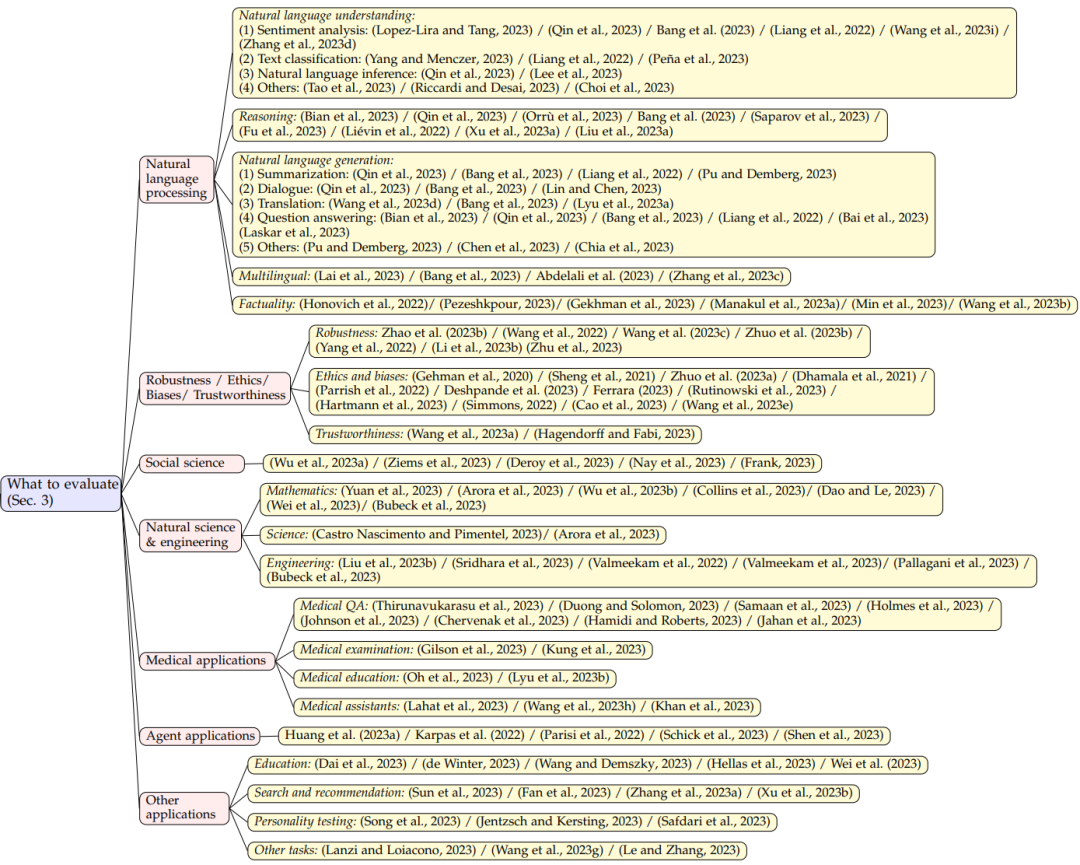 Natural language understanding:
(1) Sentiment analysis: (Lopez-Lira and Tang, 2023) / (Qin et al., 2023) / Bang et al. (2023) / (Liang et al., 2022) / (Wang et al., 2023i) /
(Zhang et al., 2023d)
(2) Text classification: (Yang and Menczer, 2023) / (Liang et al., 2022) / (Peña et al., 2023)
(3) Natural language inference: (Qin et al., 2023) / (Lee et al., 2023)
(4) Others: (Tao et al., 2023) / (Riccardi and Desai, 2023) / (Choi et al., 2023)
Reasoning: (Bian et al., 2023) / (Qin et al., 2023) / (Orrù et al., 2023) / Bang et al. (2023) / (Saparov et al., 2023) /
(Fu et al., 2023) / (Liévin et al., 2022) / (Xu et al., 2023a) / (Liu et al., 2023a)
Natural
language
processing
Natural language generation:
(1) Summarization: (Qin et al., 2023) / (Bang et al., 2023) / (Liang et al., 2022) / (Pu and Demberg, 2023)
(2) Dialogue: (Qin et al., 2023) / (Bang et al., 2023) / (Lin and Chen, 2023)
(3) Translation: (Wang et al., 2023d) / (Bang et al., 2023) / (Lyu et al., 2023a)
(4) Question answering: (Bian et al., 2023) / (Qin et al., 2023) / (Bang et al., 2023) / (Liang et al., 2022) / (Bai et al., 2023)
(Laskar et al., 2023)
(5) Others: (Pu and Demberg, 2023) / (Chen et al., 2023) / (Chia et al., 2023)
Multilingual: (Lai et al., 2023) / (Bang et al., 2023) / Abdelali et al. (2023) / (Zhang et al., 2023c)
Factuality: (Honovich et al., 2022)/ (Pezeshkpour, 2023)/ (Gekhman et al., 2023) / (Manakul et al., 2023a)/ (Min et al., 2023)/ (Wang et al., 2023b)
Robustness: Zhao et al. (2023b) / (Wang et al., 2022) / Wang et al. (2023c) / Zhuo et al. (2023b) /
(Yang et al., 2022) / (Li et al., 2023b) (Zhu et al., 2023)
Robustness / Ethics/
Biases/ Trustworthiness
Ethics and biases: (Gehman et al., 2020) / (Sheng et al., 2021) / Zhuo et al. (2023a) / (Dhamala et al., 2021) /
(Parrish et al., 2022) / Deshpande et al. (2023) / Ferrara (2023) / (Rutinowski et al., 2023) /
(Hartmann et al., 2023) / (Simmons, 2022) / (Cao et al., 2023) / (Wang et al., 2023e)
Trustworthiness: (Wang et al., 2023a) / (Hagendorff and Fabi, 2023)
Social science
(Wu et al., 2023a) / (Ziems et al., 2023) / (Deroy et al., 2023) / (Nay et al., 2023) / (Frank, 2023)
What to evaluate
(Sec. 3)
Mathematics: (Yuan et al., 2023) / (Arora et al., 2023) / (Wu et al., 2023b) / (Collins et al., 2023)/ (Dao and Le, 2023) /
(Wei et al., 2023)/ (Bubeck et al., 2023)
Natural science
& engineering
Science: (Castro Nascimento and Pimentel, 2023)/ (Arora et al., 2023)
Engineering: (Liu et al., 2023b) / (Sridhara et al., 2023) / (Valmeekam et al., 2022) / (Valmeekam et al., 2023)/ (Pallagani et al., 2023) /
(Bubeck et al., 2023)
Medical QA: (Thirunavukarasu et al., 2023) / (Duong and Solomon, 2023) / (Samaan et al., 2023) / (Holmes et al., 2023) /
(Johnson et al., 2023) / (Chervenak et al., 2023) / (Hamidi and Roberts, 2023) / (Jahan et al., 2023)
Medical examination: (Gilson et al., 2023) / (Kung et al., 2023)
Medical applications
Medical education: (Oh et al., 2023) / (Lyu et al., 2023b)
Medical assistants: (Lahat et al., 2023) / (Wang et al., 2023h) / (Khan et al., 2023)
Agent applications
Huang et al. (2023a) / Karpas et al. (2022) / (Parisi et al., 2022) / (Schick et al., 2023) / (Shen et al., 2023)
Education: (Dai et al., 2023) / (de Winter, 2023) / (Wang and Demszky, 2023) / (Hellas et al., 2023) / Wei et al. (2023)
Search and recommendation: (Sun et al., 2023) / (Fan et al., 2023) / (Zhang et al., 2023a) / (Xu et al., 2023b)
Other
applications
Personality testing: (Song et al., 2023) / (Jentzsch and Kersting, 2023) / (Safdari et al., 2023)
Other tasks: (Lanzi and Loiacono, 2023) / (Wang et al., 2023g) / (Le and Zhang, 2023)